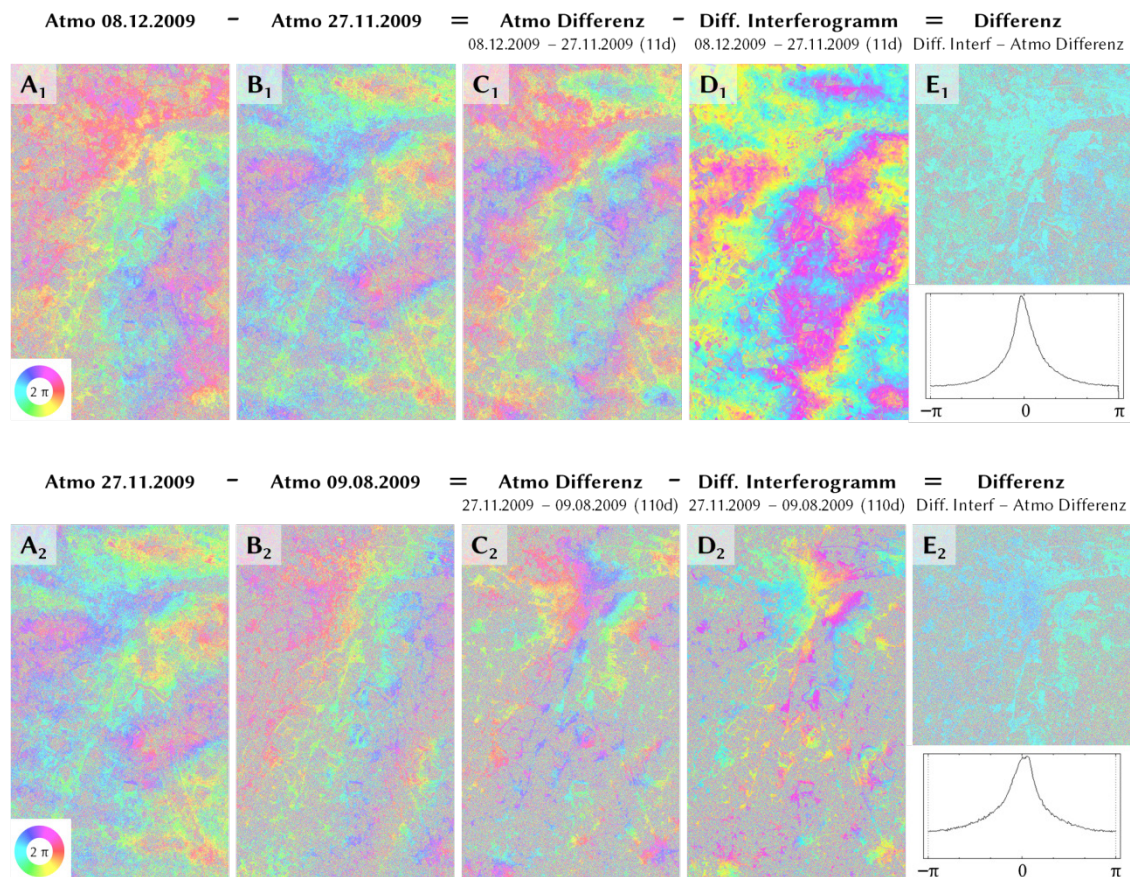 Atmo 08.12.2009 - Atmo 27.11.2009 = Atmo Differenz - Diff. Interferogramm = Differenz
08.12.2009 – 27.11.2009 (11d) 08.12.2009 – 27.11.2009 (11d) Diff. Interf – Atmo Differenz
A₁ B₁ C₁ D₁ E₁
2 π
−π 0 π
Atmo 27.11.2009 - Atmo 09.08.2009 = Atmo Differenz - Diff. Interferogramm = Differenz
27.11.2009 – 09.08.2009 (110d) 27.11.2009 – 09.08.2009 (110d) Diff. Interf – Atmo Differenz
A₂ B₂ C₂ D₂ E₂
2 π
−π 0 π